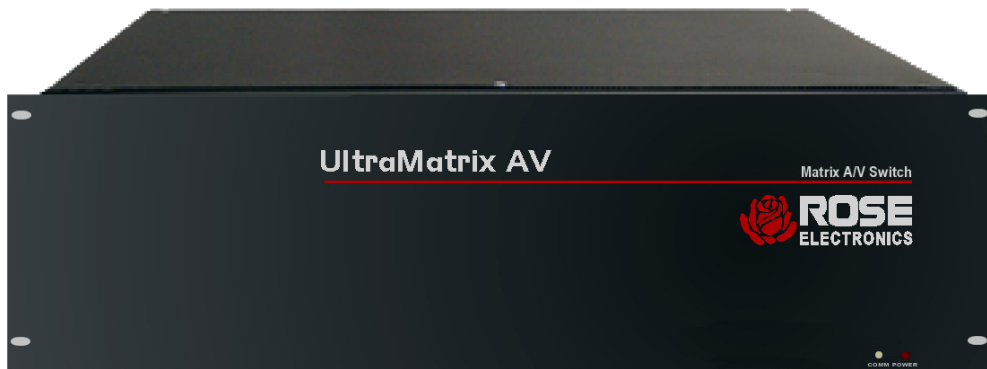 UltraMatrix AV
Matrix A/V Switch
ROSE
ELECTRONICS
COMM POWER